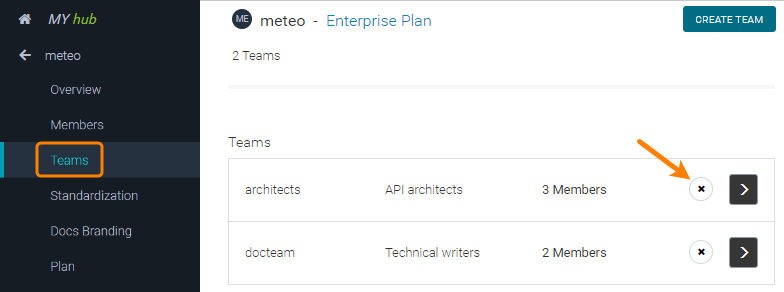 MY hub
meteo
Overview
Members
Teams
Standardization
Docs Branding
Plan
ME meteo - Enterprise Plan
CREATE TEAM
2 Teams
Teams
architects API architects 3 Members
docteam Technical writers 2 Members